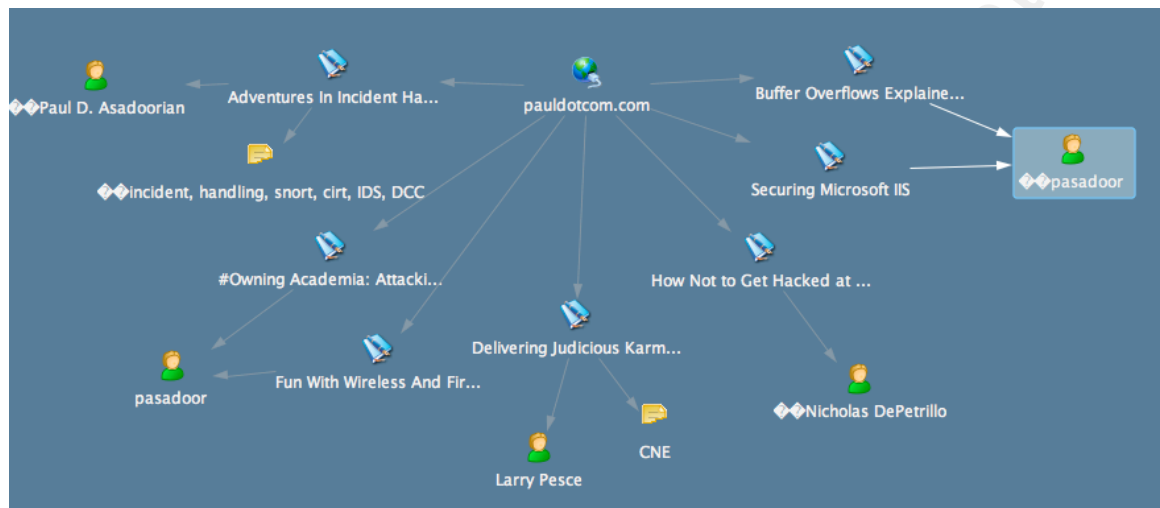 ��Paul D. Asadoorian
Adventures In Incident Ha...
pauldotcom.com
Buffer Overflows Explaine...
��incident, handling, snort, cirt, IDS, DCC
Securing Microsoft IIS
��pasadoor
#Owning Academia: Attacki...
How Not to Get Hacked at ...
Delivering Judicious Karm...
Fun With Wireless And Fir...
pasadoor
��Nicholas DePetrillo
CNE
Larry Pesce